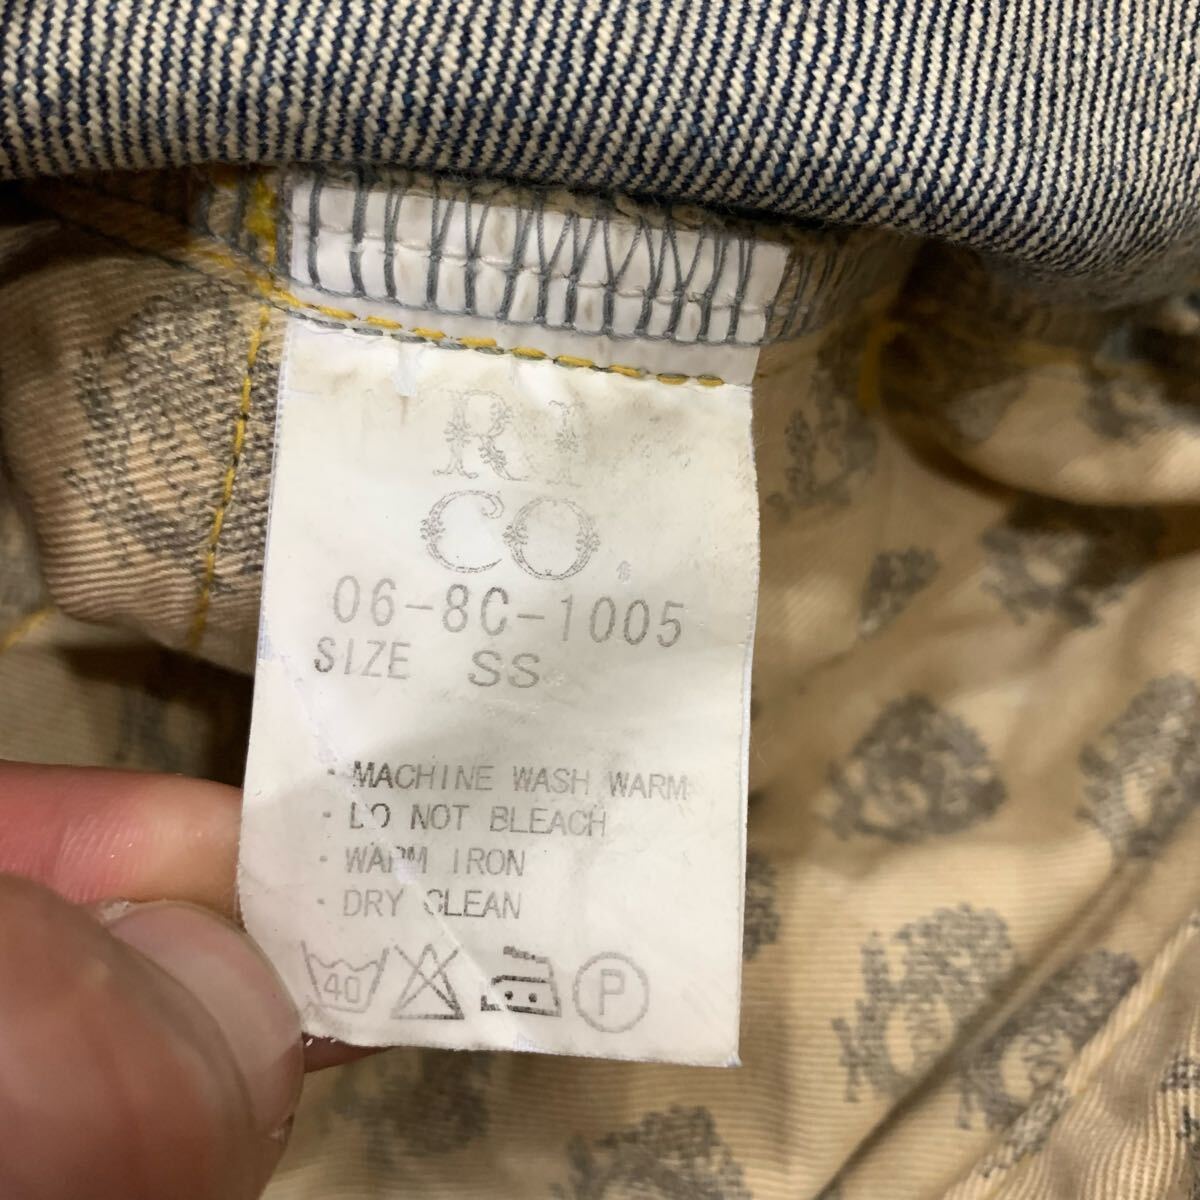 RI
CO.
06-8C-1005
SIZE SS
· MACHINE WASH WARM
· DO NOT BLEACH
· WARM IRON
· DRY CLEAN
40
P